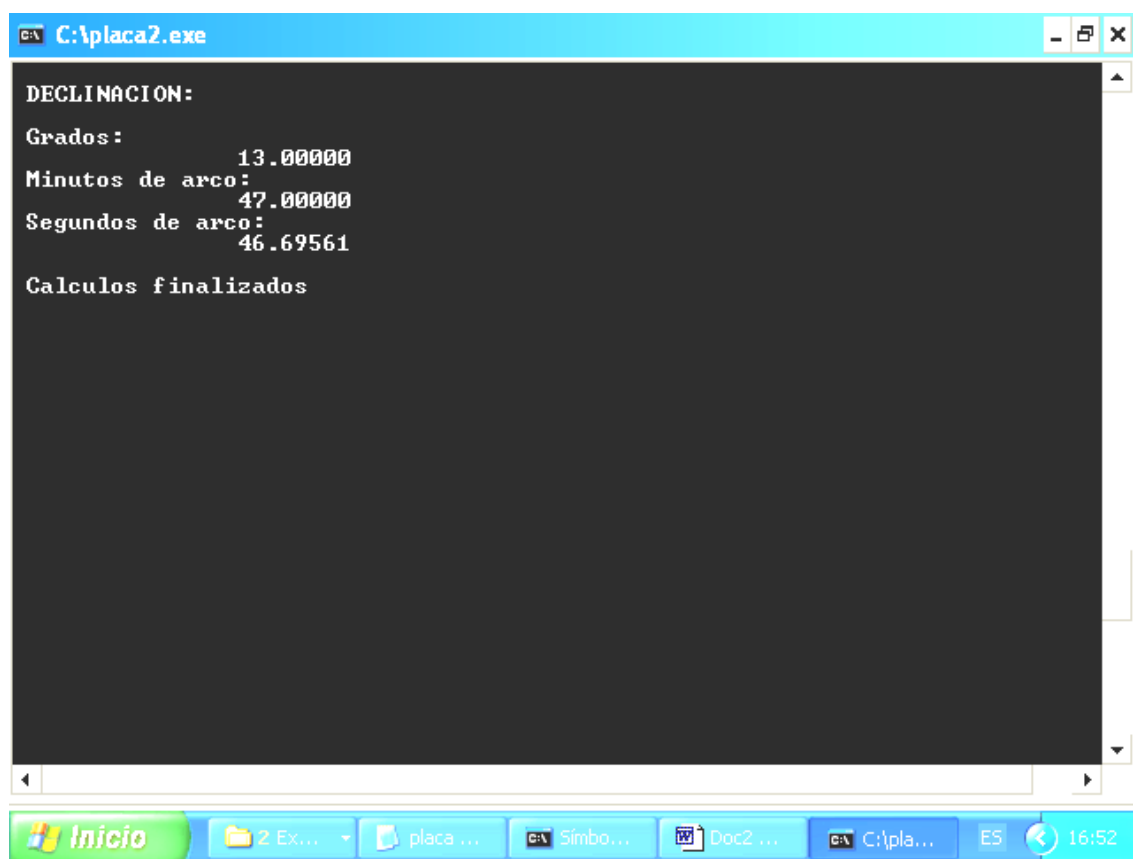 C:\placa2.exe
DECLINACION:
Grados:
13.00000
Minutos de arco:
47.00000
Segundos de arco:
46.69561
Calculos finalizados
Inicio
2 Ex...
placa ...
Símbo...
Doc2 ...
C:\pla...
ES
16:52